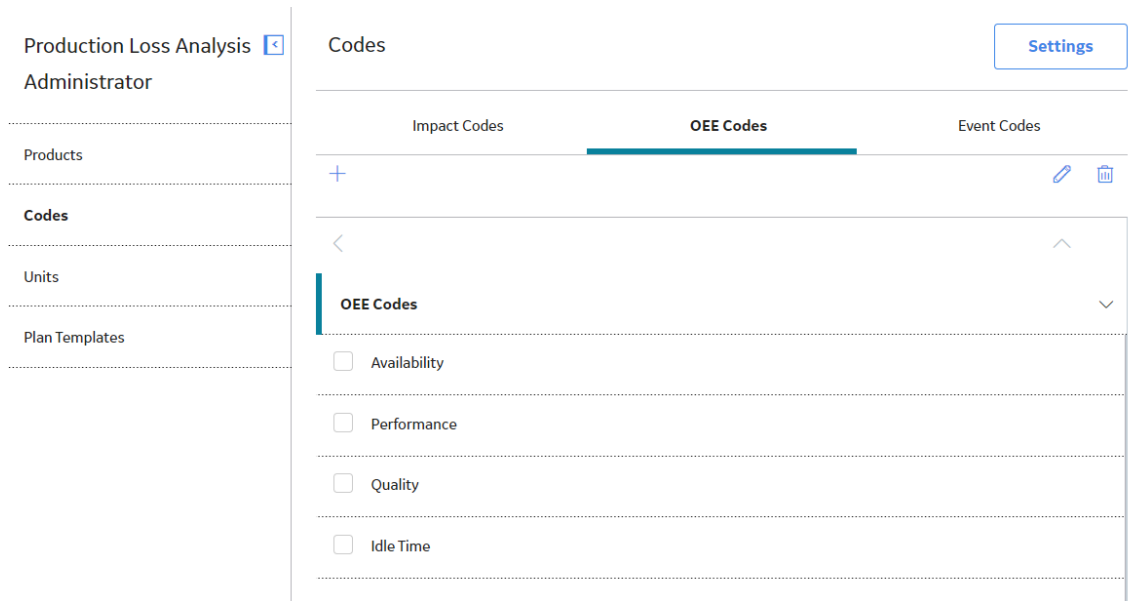 Production Loss Analysis
Administrator
Products
Codes
Units
Plan Templates
Codes
Settings
Impact Codes
OEE Codes
Event Codes
OEE Codes
Availability
Performance
Quality
Idle Time